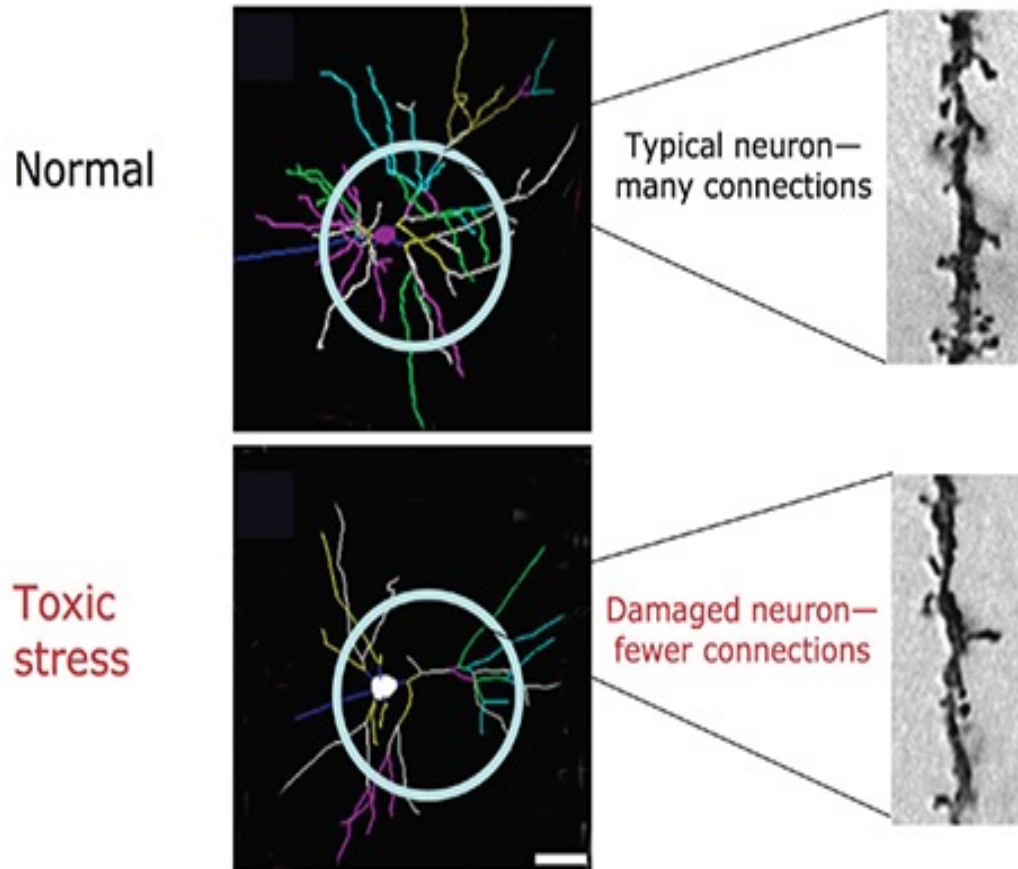 Normal
Typical neuron—
many connections
Toxic
stress
Damaged neuron—
fewer connections